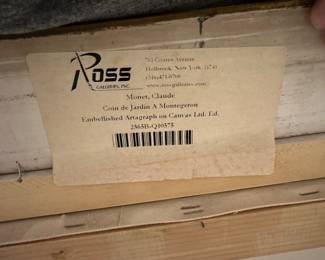 ROSS
GALLERIES, INC.
Holbrook, New York
www.rossgalleries.com
Monet, Claude
Coin de Jardin A Montegeron
Embellished Artagraph on Canvas Ltd. Ed.